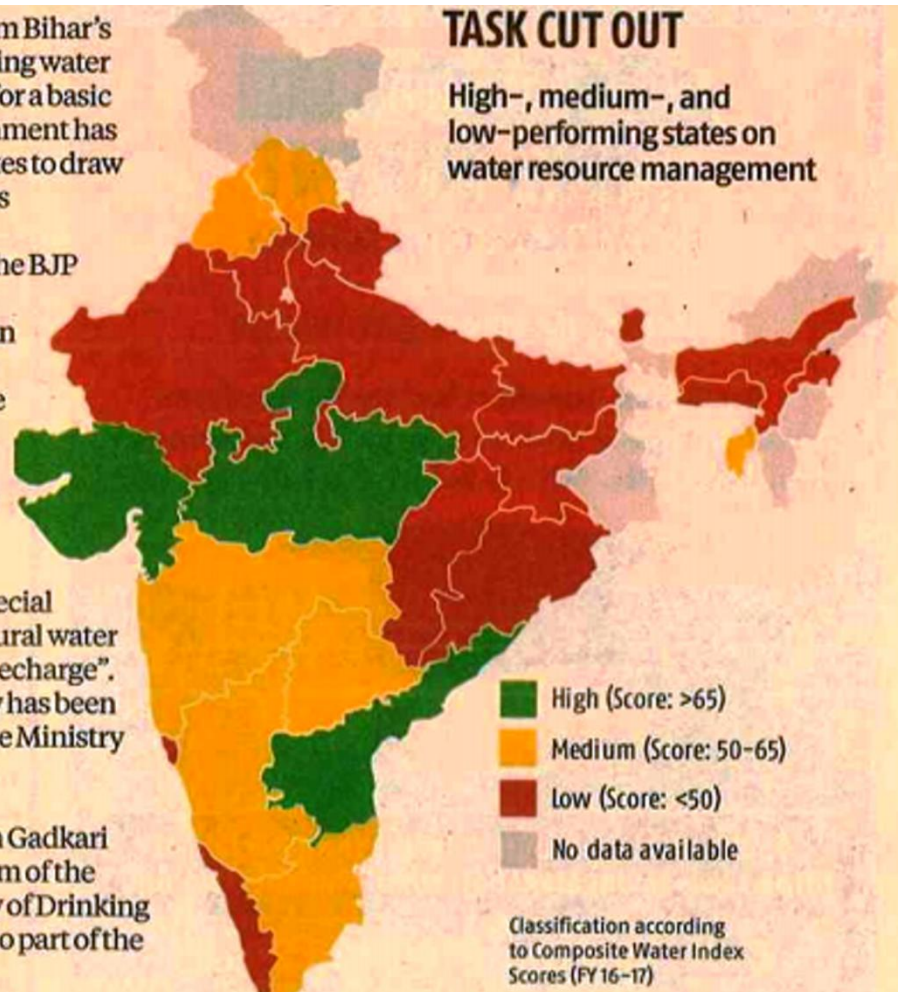 m Bihar's
ing water
or a basic
nment has
es to draw
s
he BJP
n
e
ecial
ural water
echarge".
has been
e Ministry
Gadkari
m of the
of Drinking
o part of the
TASK CUT OUT
High-, medium-, and
low-performing states on
water resource management
High (Score: >65)
Medium (Score: 50-65)
Low (Score: <50)
No data available
Classification according
to Composite Water Index
Scores (FY 16-17)